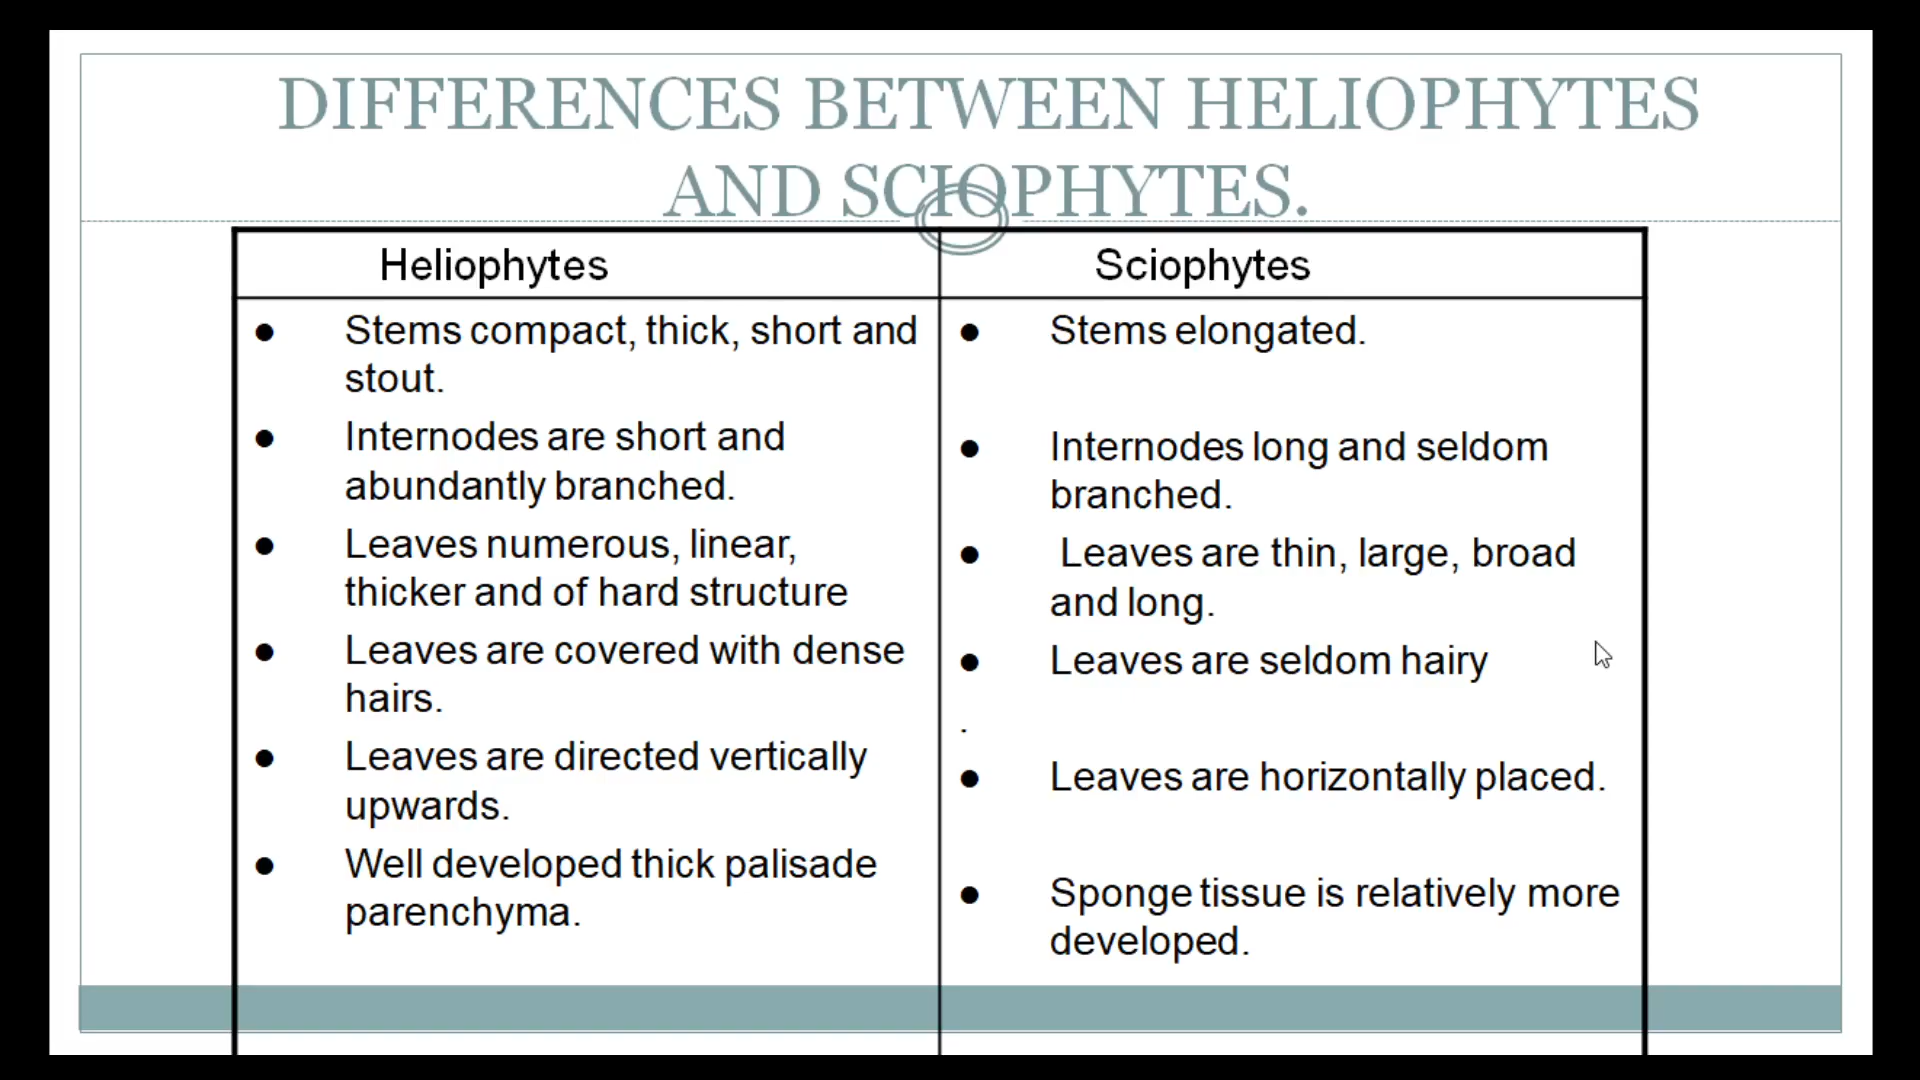 DIFFERENCES BETWEEN HELIOPHYTES
AND SCIOPHYTES.
Heliophytes
● Stems compact, thick, short and
stout.
● Internodes are short and
abundantly branched.
● Leaves numerous, linear,
thicker and of hard structure
● Leaves are covered with dense
hairs.
● Leaves are directed vertically
upwards.
● Well developed thick palisade
parenchyma.
Sciophytes
● Stems elongated.
● Internodes long and seldom
branched.
● Leaves are thin, large, broad
and long.
● Leaves are seldom hairy
.
● Leaves are horizontally placed.
● Sponge tissue is relatively more
developed.